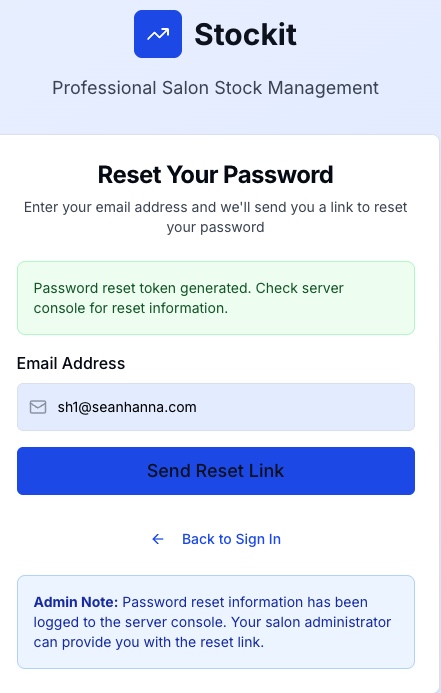 Stockit
Professional Salon Stock Management
Reset Your Password
Enter your email address and we'll send you a link to reset
your password
Password reset token generated. Check server
console for reset information.
Email Address
sh1@seanhanna.com
Send Reset Link
Back to Sign In
Admin Note: Password reset information has been
logged to the server console. Your salon administrator
can provide you with the reset link.